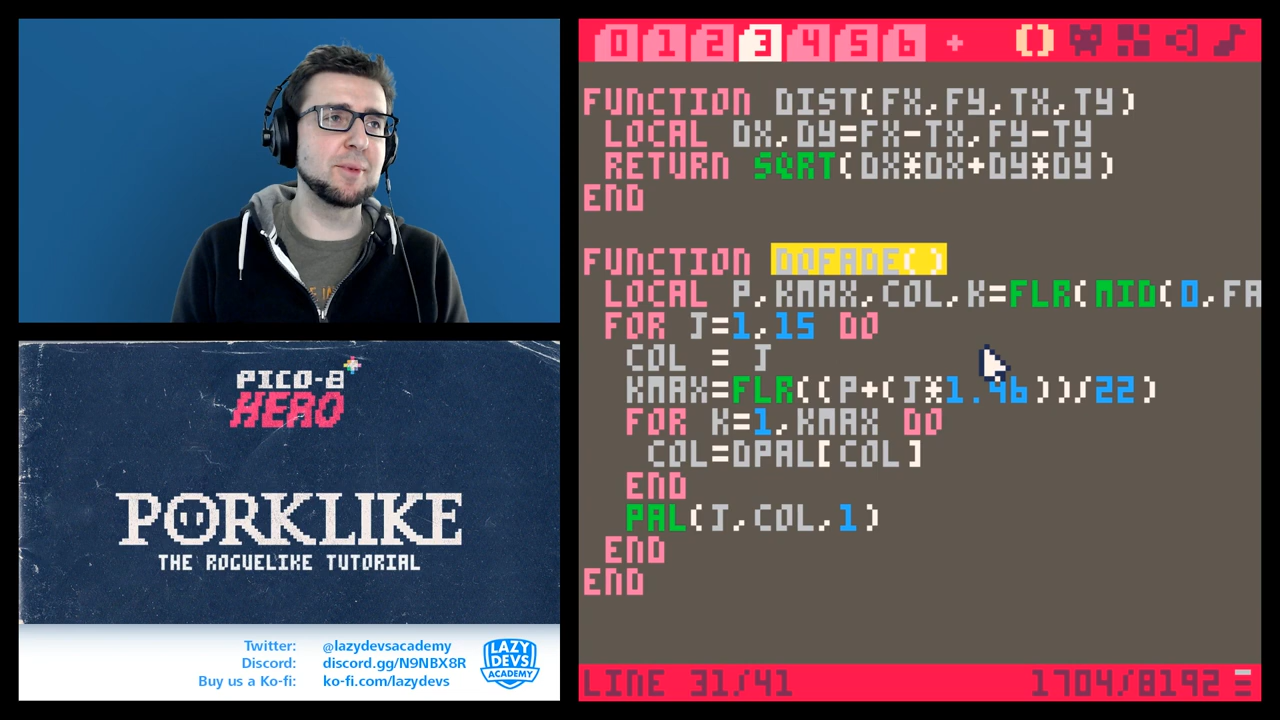 0 1 2 3 4 5 6 +
FUNCTION DIST(FX,FY,TX,TY)
LOCAL DX,DY=FX-TX,FY-TY
RETURN SQRT(DX*DX+DY*DY)
END
FUNCTION DOFADE()
LOCAL P,KMAX,COL,K=FLR(MID(0,FA
FOR J=1,15 DO
COL = J
KMAX=FLR((P+(J*1.46))/22)
FOR K=1,KMAX DO
COL=DPAL[COL]
END
PAL(J,COL,1)
END
END
LINE 31/41
1704/8192
PICO-8
HERO
PORKLIKE
THE ROGUELIKE TUTORIAL
Twitter: @lazydevsacademy
Discord: discord.gg/N9NBX8R
Buy us a Ko-fi: ko-fi.com/lazydevs
LAZY
DEVS
ACADEMY